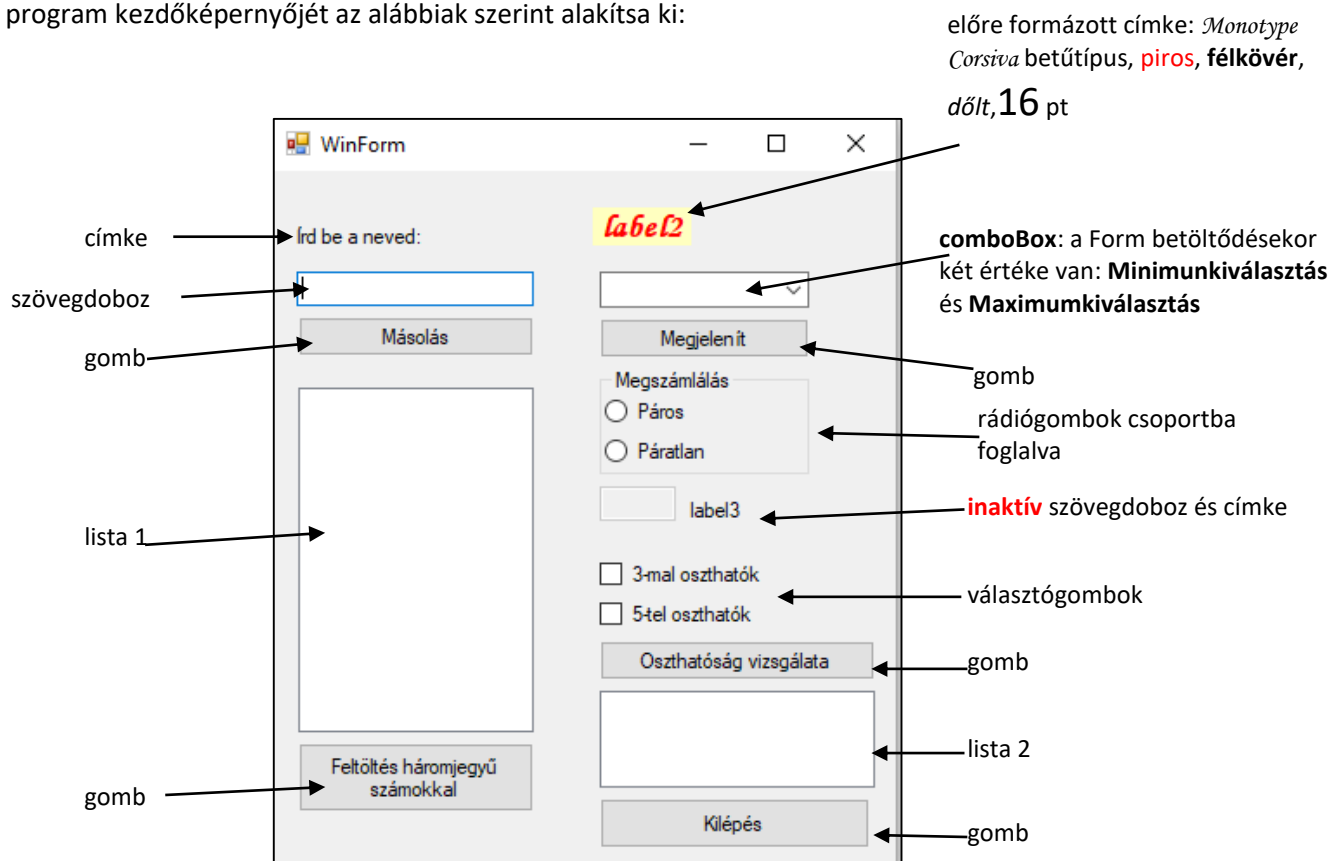 program kezdőképernyőjét az alábbiak szerint alakítsa ki:
előre formázott címke: Monotype
Corsiva betűtípus, piros, félkövér,
dőlt,16 pt
WinForm
címke
Írd be a neved:
label2
szövegdoboz
comboBox: a Form betöltődésekor
két értéke van: Minimunkiválasztás
és Maximumkiválasztás
gomb
Másolás
Megjelenít
gomb
Megszámlálás
Páros
Páratlan
rádiógombok csoportba
foglalva
label3
inaktív szövegdoboz és címke
lista 1
3-mal oszthatók
5-tel oszthatók
választógombok
Oszthatóság vizsgálata
gomb
lista 2
gomb
Feltöltés háromjegyű
számokkal
Kilépés
gomb